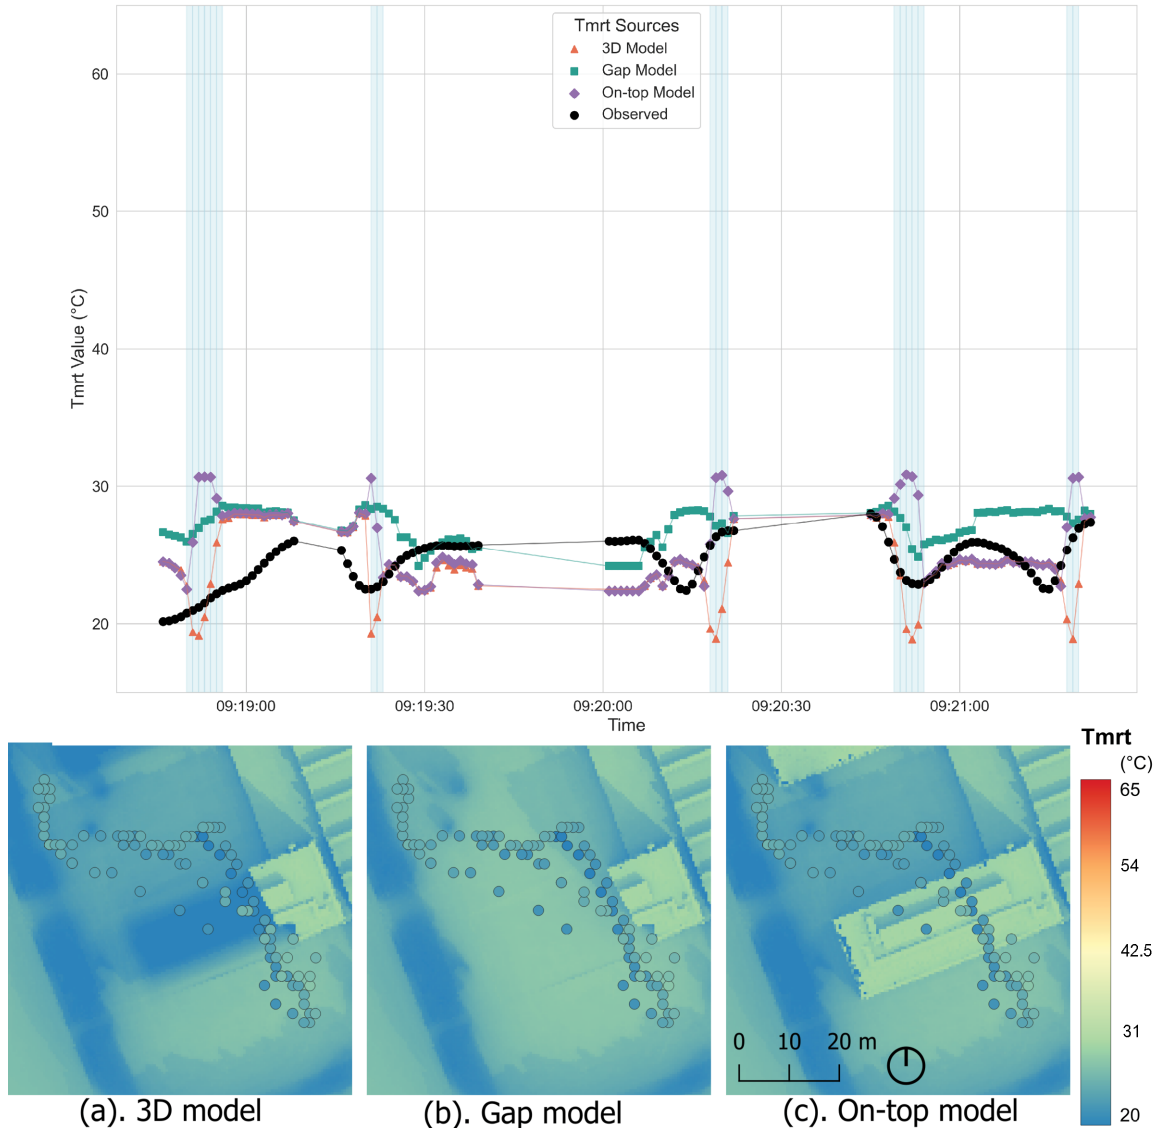 Tmrt Sources
3D Model
Gap Model
On-top Model
Observed
60
50
40
30
20
Tmrt Value (°C)
09:19:00 09:19:30 09:20:00 09:20:30 09:21:00
Time
Tmrt
(°C)
65
54
42.5
31
20
0 10 20 m
(a). 3D model (b). Gap model (c). On-top model